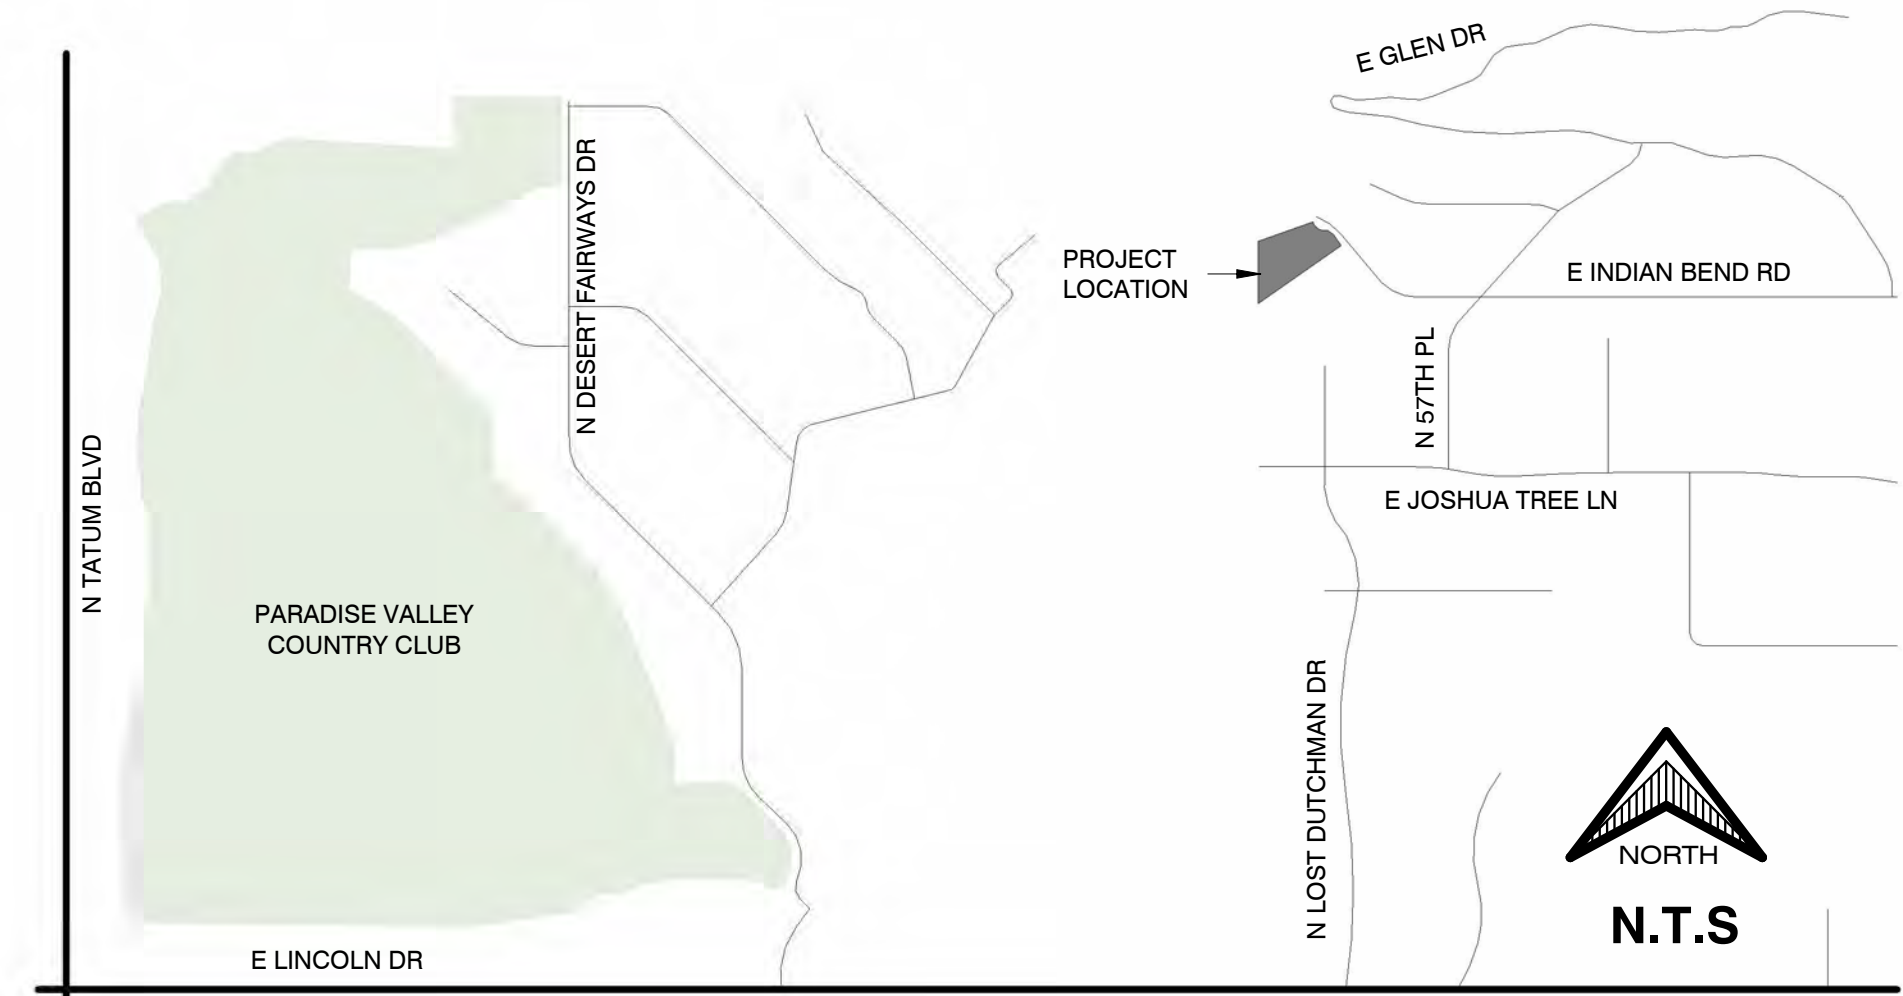 E GLEN DR
N DESERT FAIRWAYS DR
PROJECT
LOCATION
E INDIAN BEND RD
N 57TH PL
N TATUM BLVD
E JOSHUA TREE LN
PARADISE VALLEY
COUNTRY CLUB
N LOST DUTCHMAN DR
NORTH
N.T.S
E LINCOLN DR